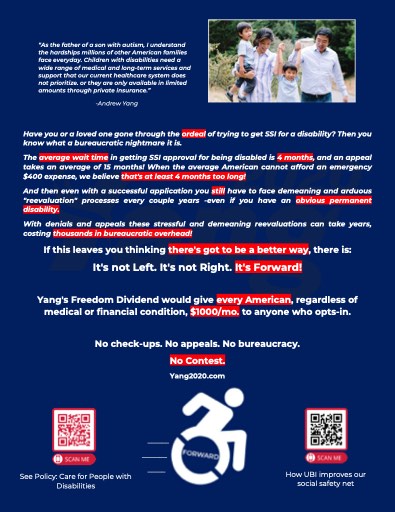 "As the father of a son with autism, I understand
the hardships millions of other American families
face everyday. Children with disabilities need a
wide range of medical and long-term services and
support that our current healthcare system does
not prioritize, or they are only available in limited
amounts through private insurance."
-Andrew Yang
Have you or a loved one gone through the ordeal of trying to get SSI for a disability? Then you
know what a bureaucratic nightmare it is.
The average wait time in getting SSI approval for being disabled is 4 months, and an appeal
takes an average of 15 months! When the average American cannot afford an emergency
$400 expense, we believe that's at least 4 months too long!
And then even with a successful application you still have to face demeaning and arduous
"reevaluation" processes every couple years -even if you have an obvious permanent
disability.
With denials and appeals these stressful and demeaning reevaluations can take years,
costing thousands in bureaucratic overhead!
If this leaves you thinking there's got to be a better way, there is:
It's not Left. It's not Right. It's Forward!
Yang's Freedom Dividend would give every American, regardless of
medical or financial condition, $1000/mo. to anyone who opts-in.
No check-ups. No appeals. No bureaucracy.
No Contest.
Yang2020.com
FORWARD
SCAN ME
See Policy: Care for People with
Disabilities
SCAN ME
How UBI improves our
social safety net